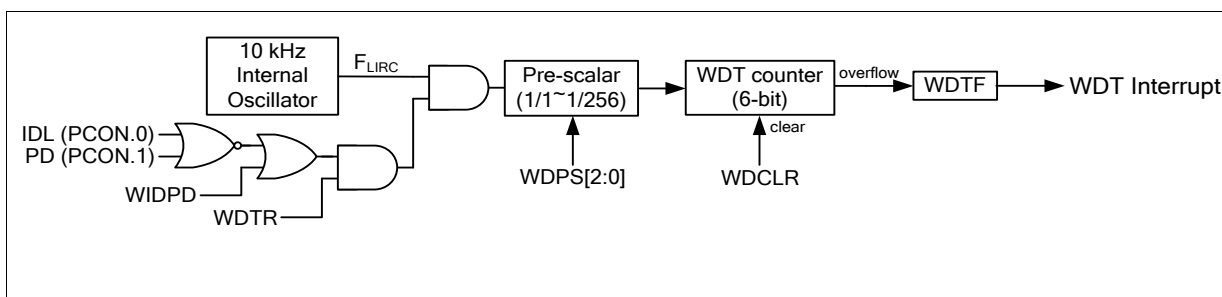 10 kHz
Internal
Oscillator
FLIRC
Pre-scalar
(1/1~1/256)
WDT counter
(6-bit)
overflow
WDTF
WDT Interrupt
clear
IDL (PCON.0)
PD (PCON.1)
WIDPD
WDTR
WDPS[2:0]
WDCLR